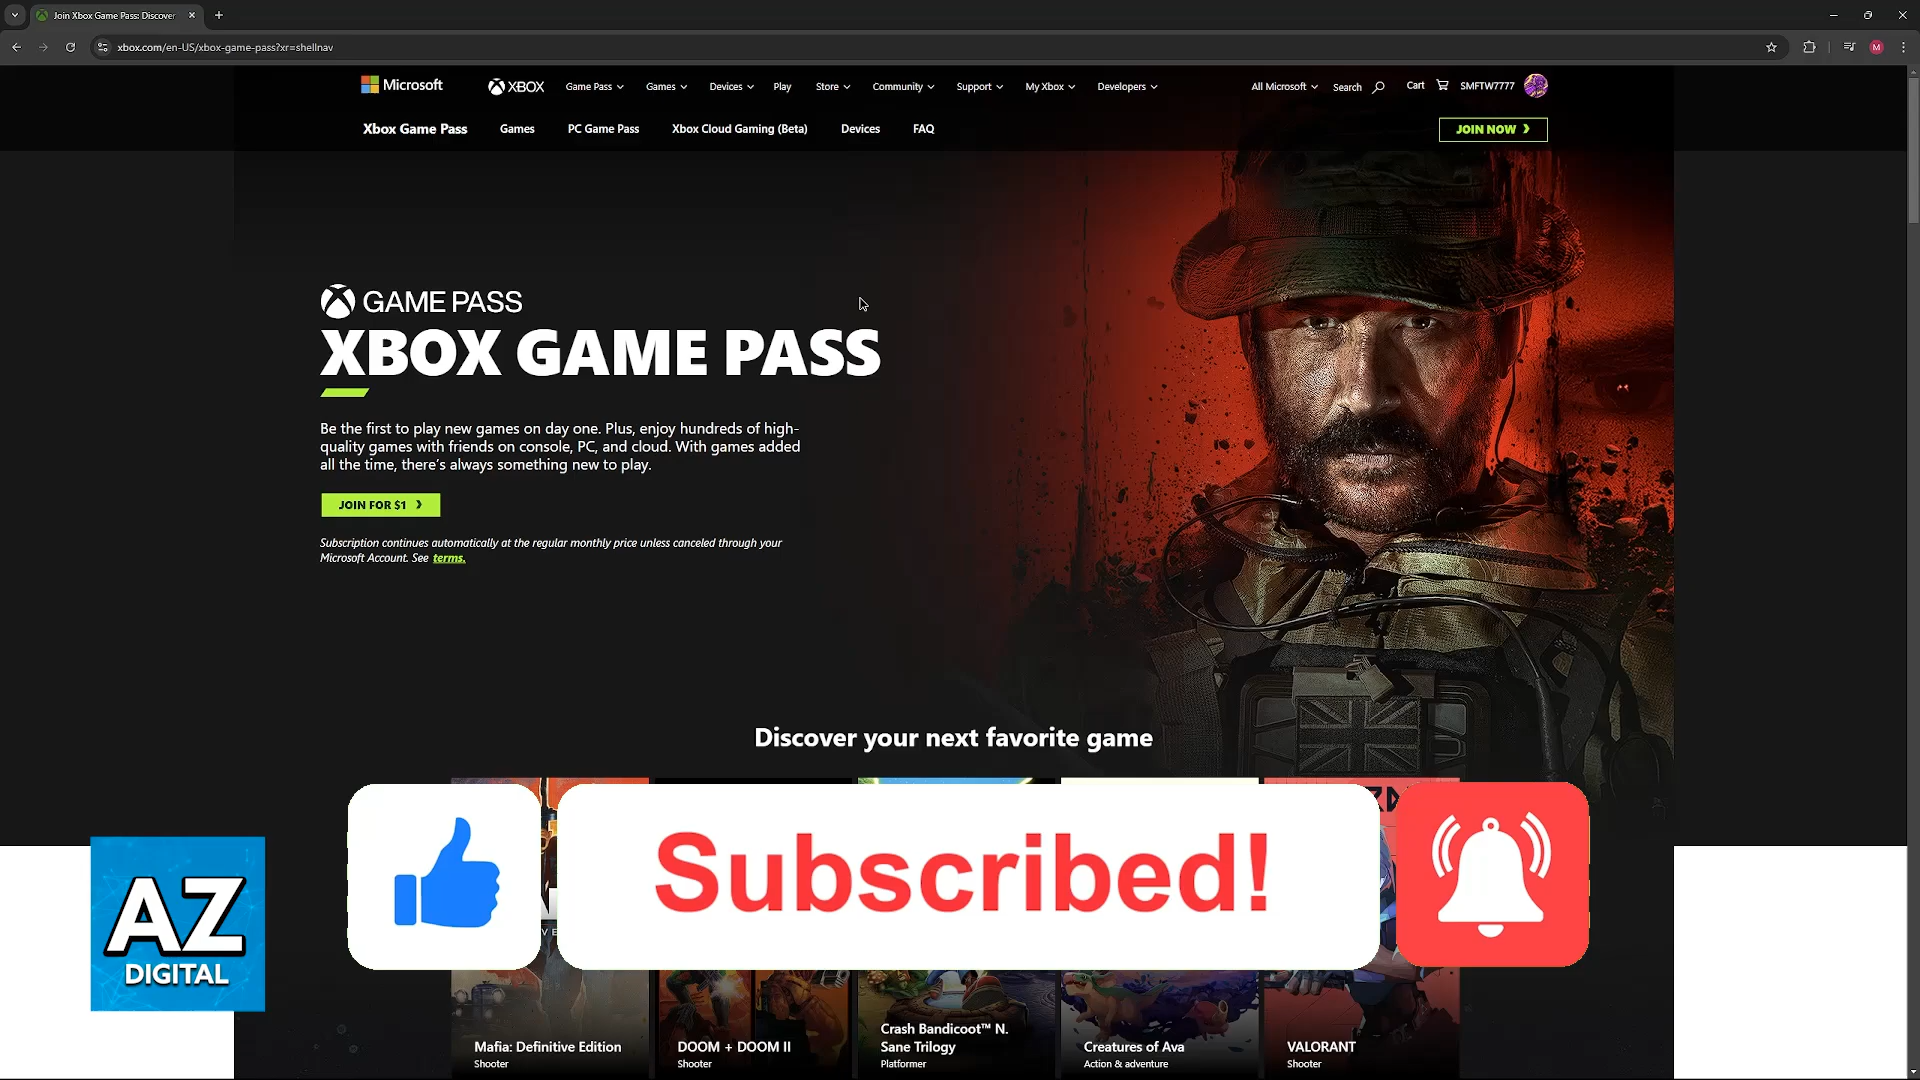 Join Xbox Game Pass: Discover
xbox.com/en-US/xbox-game-pass?xr=shellnav
M
Microsoft XBOX Game Pass Games Devices Play Store Community Support My Xbox Developers All Microsoft Search Cart SMFTW7777
Xbox Game Pass Games PC Game Pass Xbox Cloud Gaming (Beta) Devices FAQ JOIN NOW
GAME PASS
XBOX GAME PASS
Be the first to play new games on day one. Plus, enjoy hundreds of high-
quality games with friends on console, PC, and cloud. With games added
all the time, there's always something new to play.
JOIN FOR $1
Subscription continues automatically at the regular monthly price unless canceled through your
Microsoft Account. See terms.
Discover your next favorite game
Subscribed!
AZ
DIGITAL
Mafia: Definitive Edition
Shooter
DOOM + DOOM II
Shooter
Crash Bandicoot™ N.
Sane Trilogy
Platformer
Creatures of Ava
Action & adventure
VALORANT
Shooter